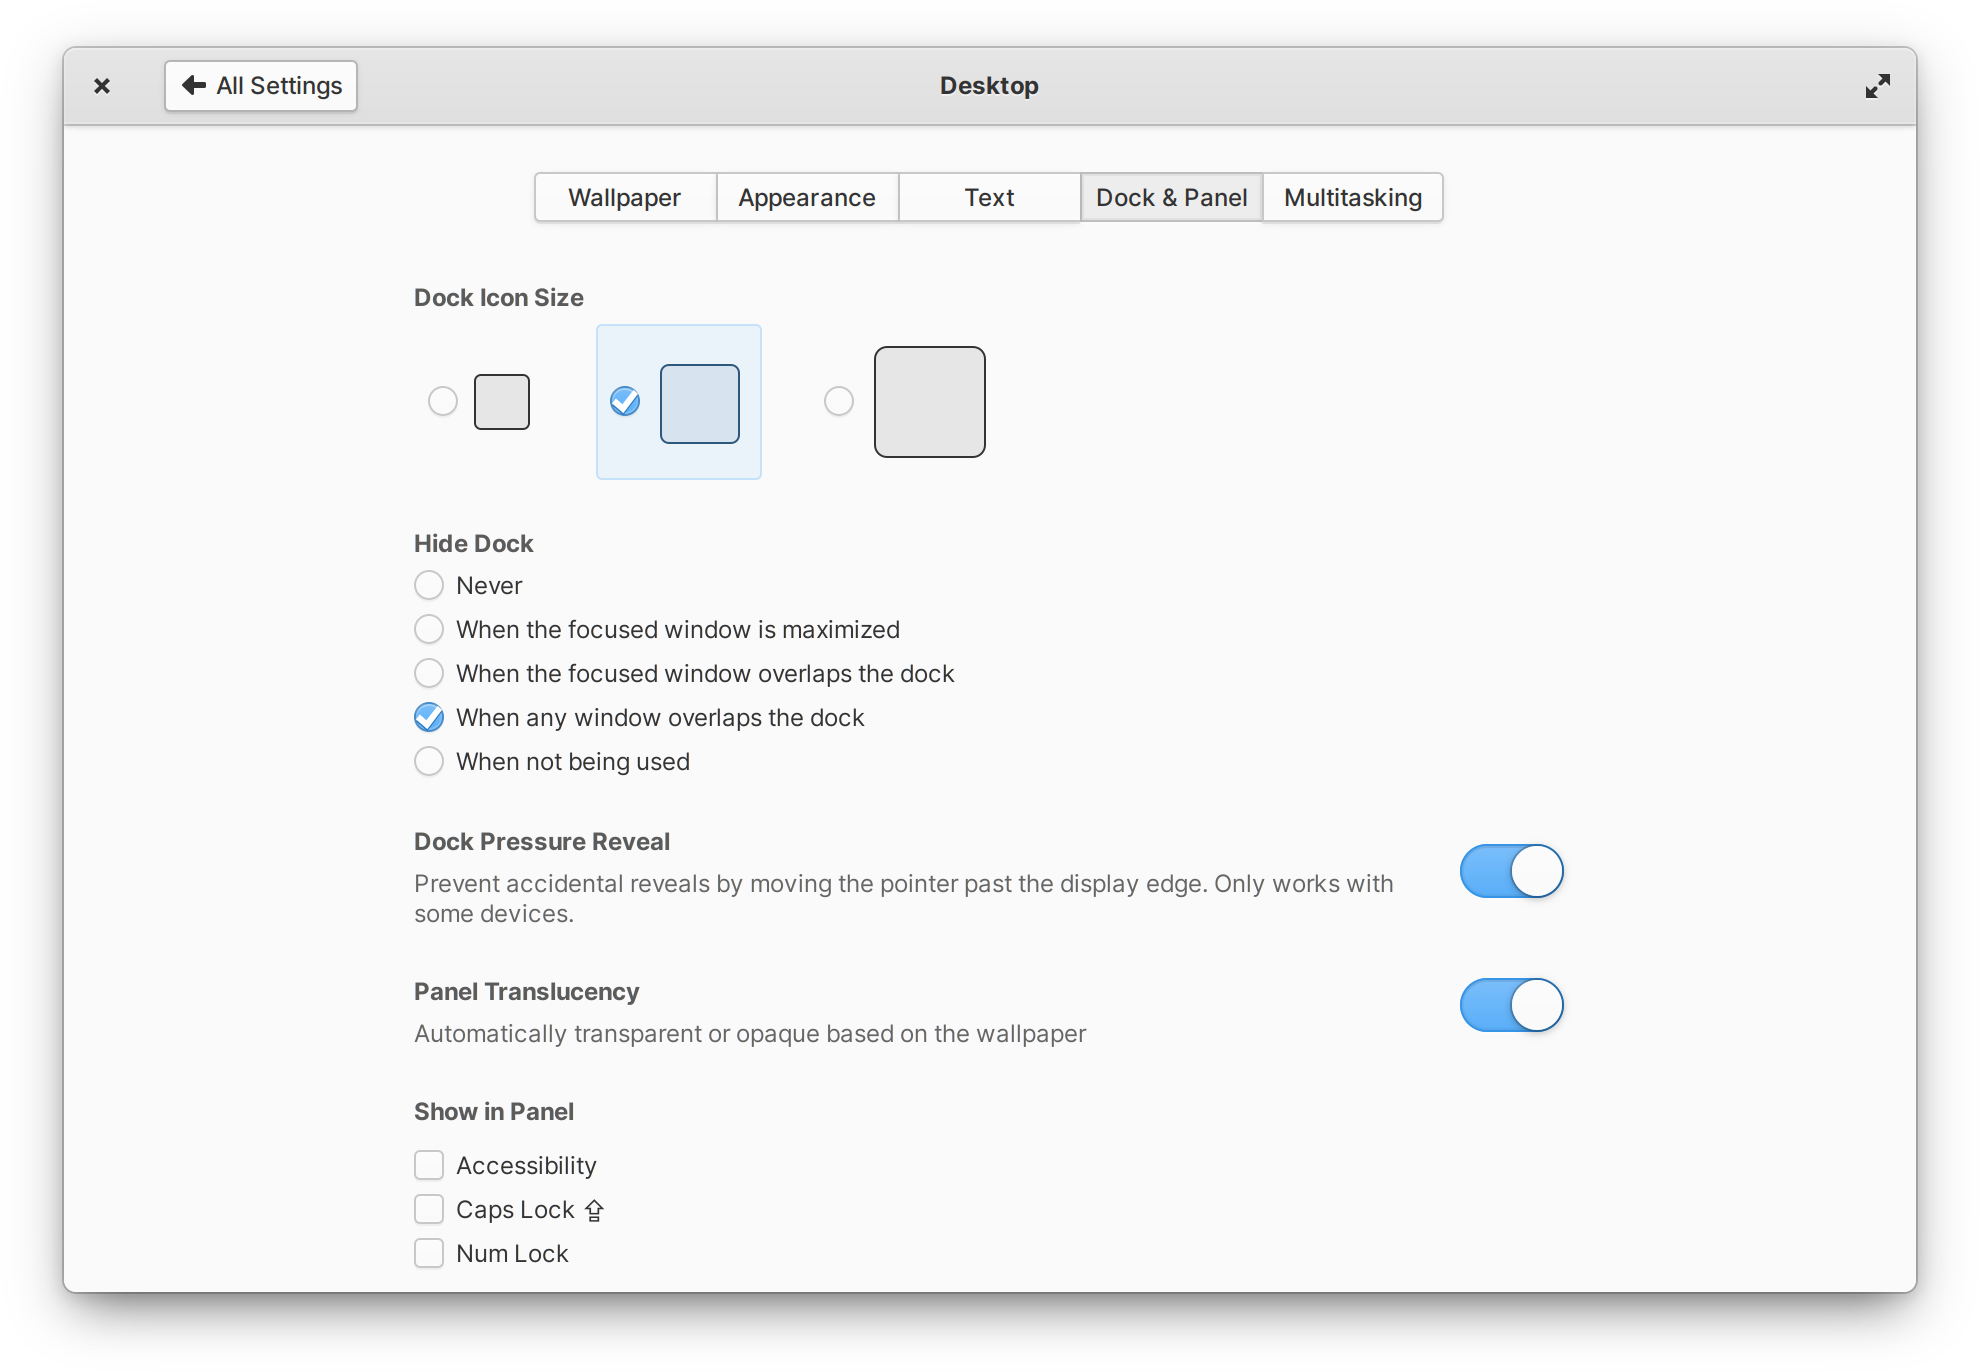 All Settings
Desktop
Wallpaper
Appearance
Text
Dock & Panel
Multitasking
Dock Icon Size
Hide Dock
Never
When the focused window is maximized
When the focused window overlaps the dock
When any window overlaps the dock
When not being used
Dock Pressure Reveal
Prevent accidental reveals by moving the pointer past the display edge. Only works with
some devices.
Panel Translucency
Automatically transparent or opaque based on the wallpaper
Show in Panel
Accessibility
Caps Lock ⇪
Num Lock